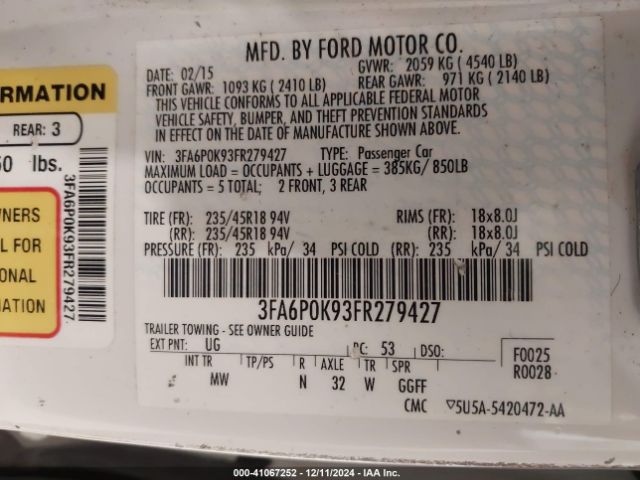 MFD. BY FORD MOTOR CO.
DATE: 02/15 GVWR: 2059 KG ( 4540 LB)
FRONT GAWR: 1093 KG ( 2410 LB) REAR GAWR: 971 KG ( 2140 LB)
THIS VEHICLE CONFORMS TO ALL APPLICABLE FEDERAL MOTOR
VEHICLE SAFETY, BUMPER, AND THEFT PREVENTION STANDARDS
IN EFFECT ON THE DATE OF MANUFACTURE SHOWN ABOVE.
VIN: 3FA6P0K93FR279427 TYPE: Passenger Car
MAXIMUM LOAD = OCCUPANTS + LUGGAGE = 385KG/ 850LB
OCCUPANTS = 5 TOTAL; 2 FRONT, 3 REAR
TIRE (FR): 235/45R18 94V RIMS (FR): 18x8.0J
(RR): 235/45R18 94V (RR): 18x8.0J
PRESSURE (FR): 235 kPa/ 34 PSI COLD (RR): 235 kPa/ 34 PSI COLD
3FA6P0K93FR279427
TRAILER TOWING - SEE OWNER GUIDE
EXT PNT: UG RC: 53 DSO: F0025
R0028
INT TR TP/PS R AXLE TR SPR
MW N 32 W GGFF
CMC ▽5U5A-5420472-AA
ORMATION
REAR: 3
50 lbs.
WNERS
L FOR
ONAL
MATION
3FA6P0K93FR279427
000-41067252 - 12/11/2024 - IAA Inc.